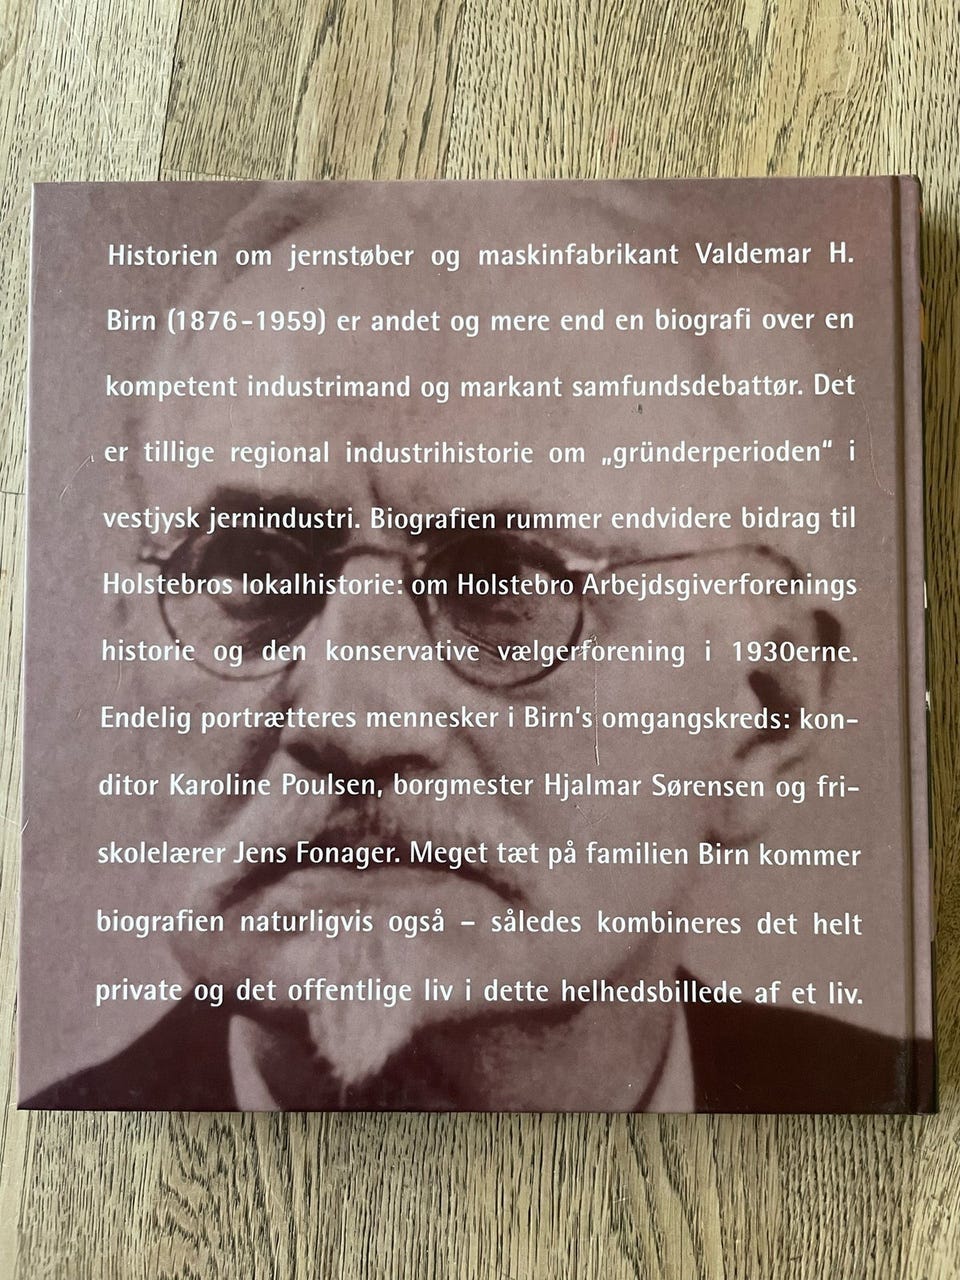 Historien om jernstøber og maskinfabrikant Valdemar H.
Birn (1876-1959) er andet og mere end en biografi over en
kompetent industrimand og markant samfundsdebattør. Det
er tillige regional industrihistorie om „gründerperioden“ i
vestjysk jernindustri. Biografien rummer endvidere bidrag til
Holstebros lokalhistorie: om Holstebro Arbejdsgiverforenings
historie og den konservative vælgerforening i 1930erne.
Endelig portrætteres mennesker i Birn's omgangskreds: kon-
ditor Karoline Poulsen, borgmester Hjalmar Sørensen og fri-
skolelærer Jens Fonager. Meget tæt på familien Birn kommer
biografien naturligvis også – således kombineres det helt
private og det offentlige liv i dette helhedsbillede af et liv.